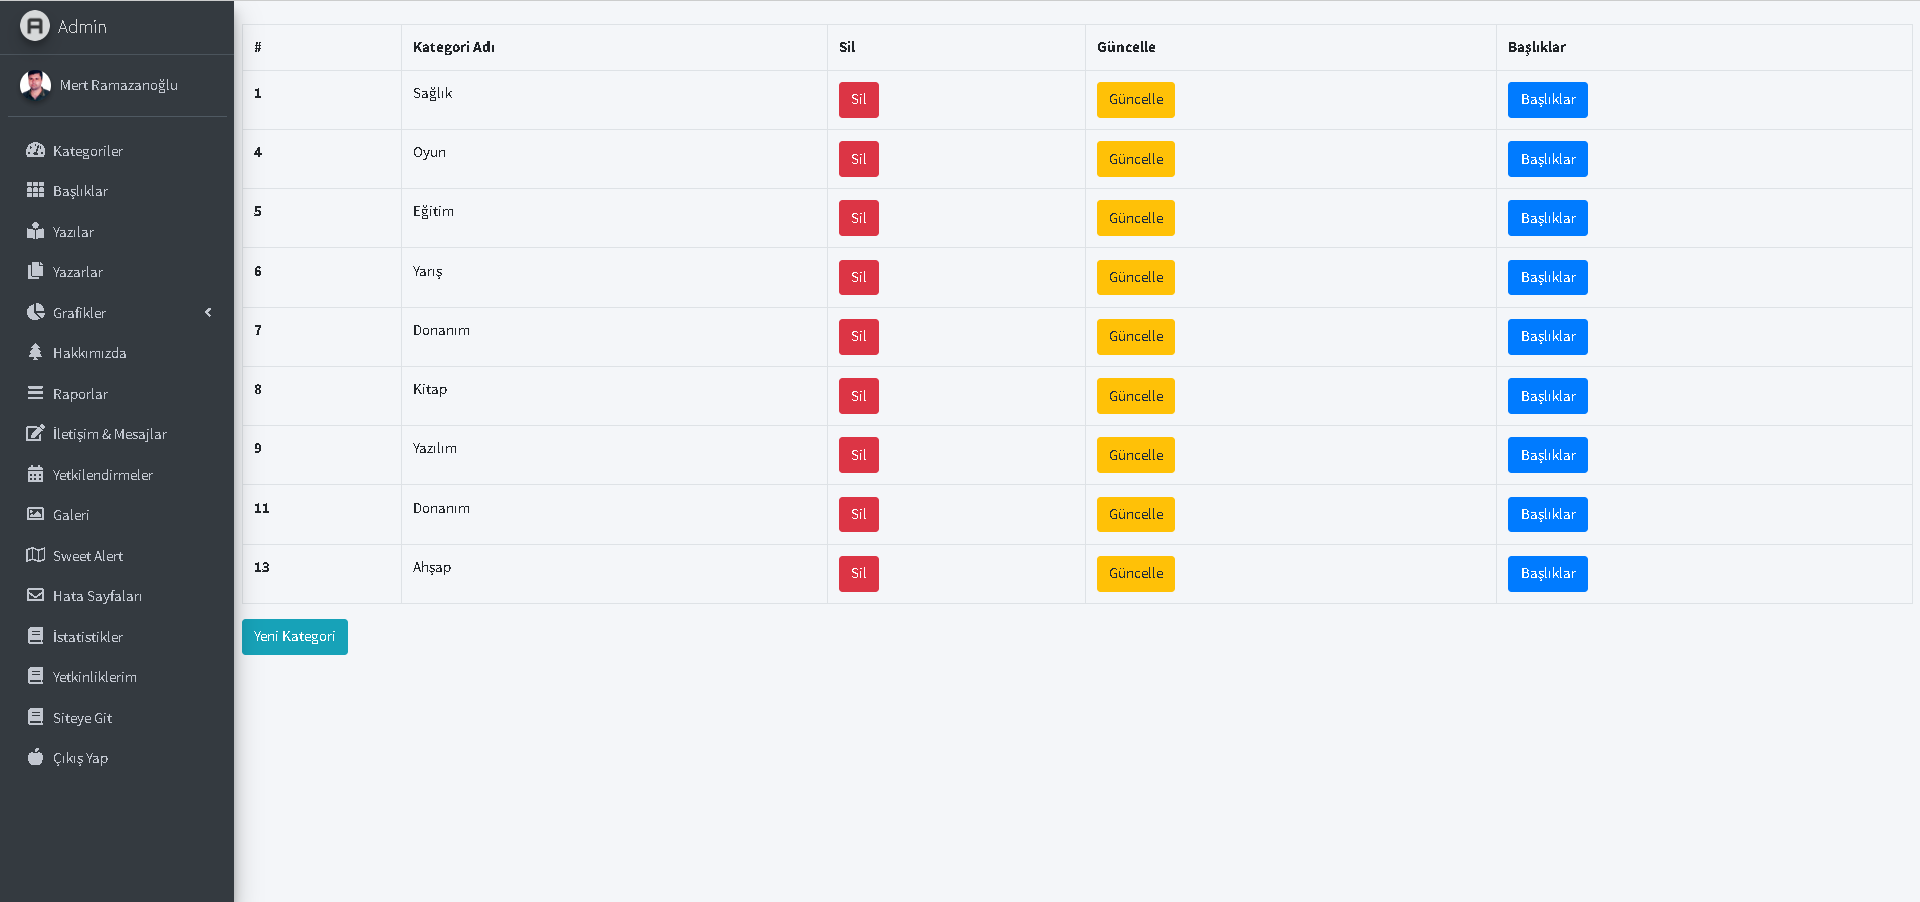 Admin
Mert Ramazanoğlu
Kategoriler
Başlıklar
Yazılar
Yazarlar
Grafikler
Hakkımızda
Raporlar
İletişim & Mesajlar
Yetkilendirmeler
Galeri
Sweet Alert
Hata Sayfaları
İstatistikler
Yetkinliklerim
Siteye Git
Çıkış Yap
# Kategori Adı Sil Güncelle Başlıklar
1 Sağlık Sil Güncelle Başlıklar
4 Oyun Sil Güncelle Başlıklar
5 Eğitim Sil Güncelle Başlıklar
6 Yarış Sil Güncelle Başlıklar
7 Donanım Sil Güncelle Başlıklar
8 Kitap Sil Güncelle Başlıklar
9 Yazılım Sil Güncelle Başlıklar
11 Donanım Sil Güncelle Başlıklar
13 Ahşap Sil Güncelle Başlıklar
Yeni Kategori